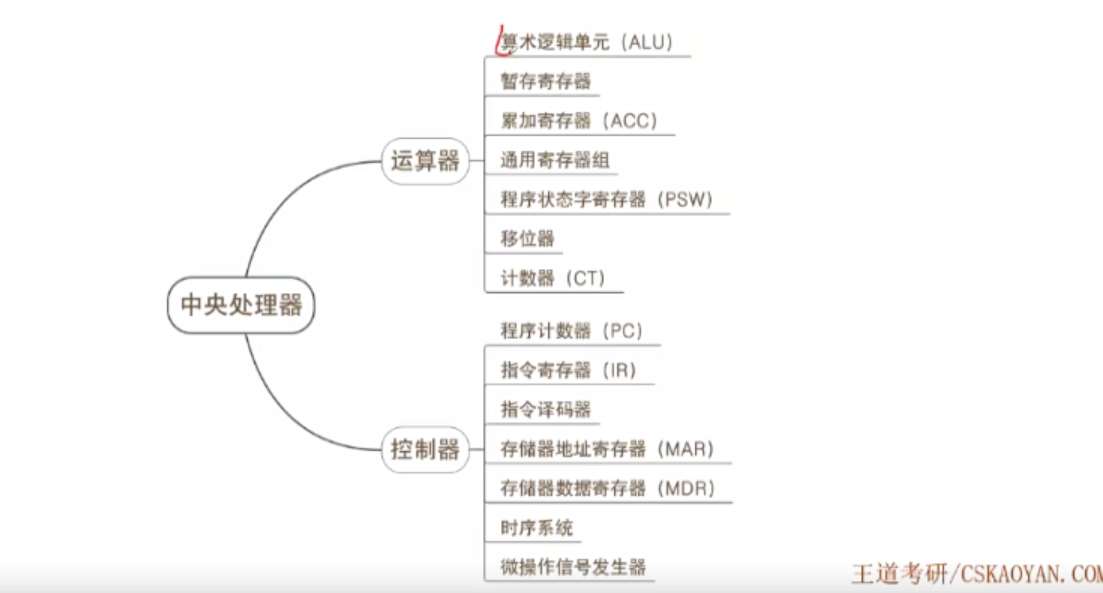 算术逻辑单元（ALU）
暂存寄存器
累加寄存器（ACC）
运算器
通用寄存器组
程序状态字寄存器（PSW）
移位器
计数器（CT）
中央处理器
程序计数器（PC）
指令寄存器（IR）
指令译码器
控制器
存储器地址寄存器（MAR）
存储器数据寄存器（MDR）
时序系统
微操作信号发生器
王道考研/CSKAOYAN.COM